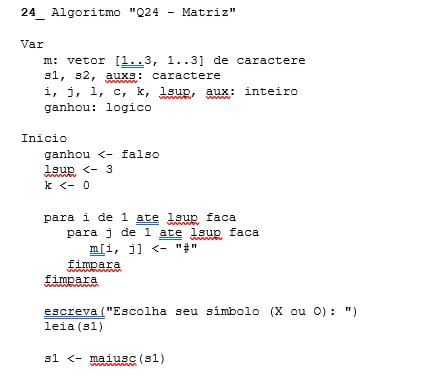 24_ Algoritmo "Q24 – Matriz"
Var
m: vetor [1..3, 1..3] de caractere
s1, s2, auxs: caractere
i, j, l, c, k, lsup, aux: inteiro
ganhou: logico
Inicio
ganhou <- falso
lsup <- 3
k <- 0
para i de 1 ate lsup faca
para j de 1 ate lsup faca
m[i, j] <- "#"
fimpara
fimpara
escreva("Escolha seu símbolo (X ou O): ")
leia(s1)
s1 <- maiusc(s1)